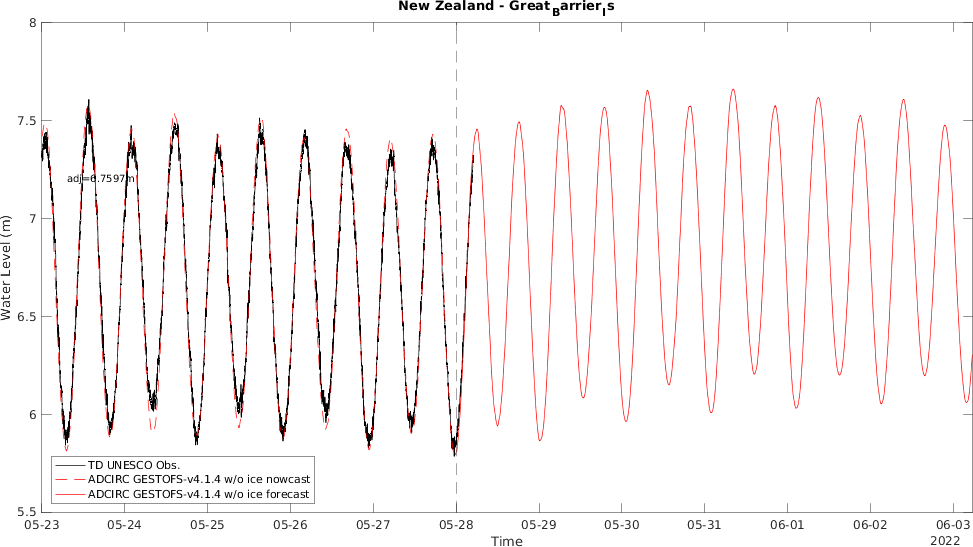 New Zealand - Great_Barrier_Is
8
7.5
7
6.5
6
5.5
Water Level (m)
adj=6.7597m
TD UNESCO Obs.
ADCIRC GESTOFS-v4.1.4 w/o ice nowcast
ADCIRC GESTOFS-v4.1.4 w/o ice forecast
05-23 05-24 05-25 05-26 05-27 05-28 05-29 05-30 05-31 06-01 06-02 06-03
Time
2022